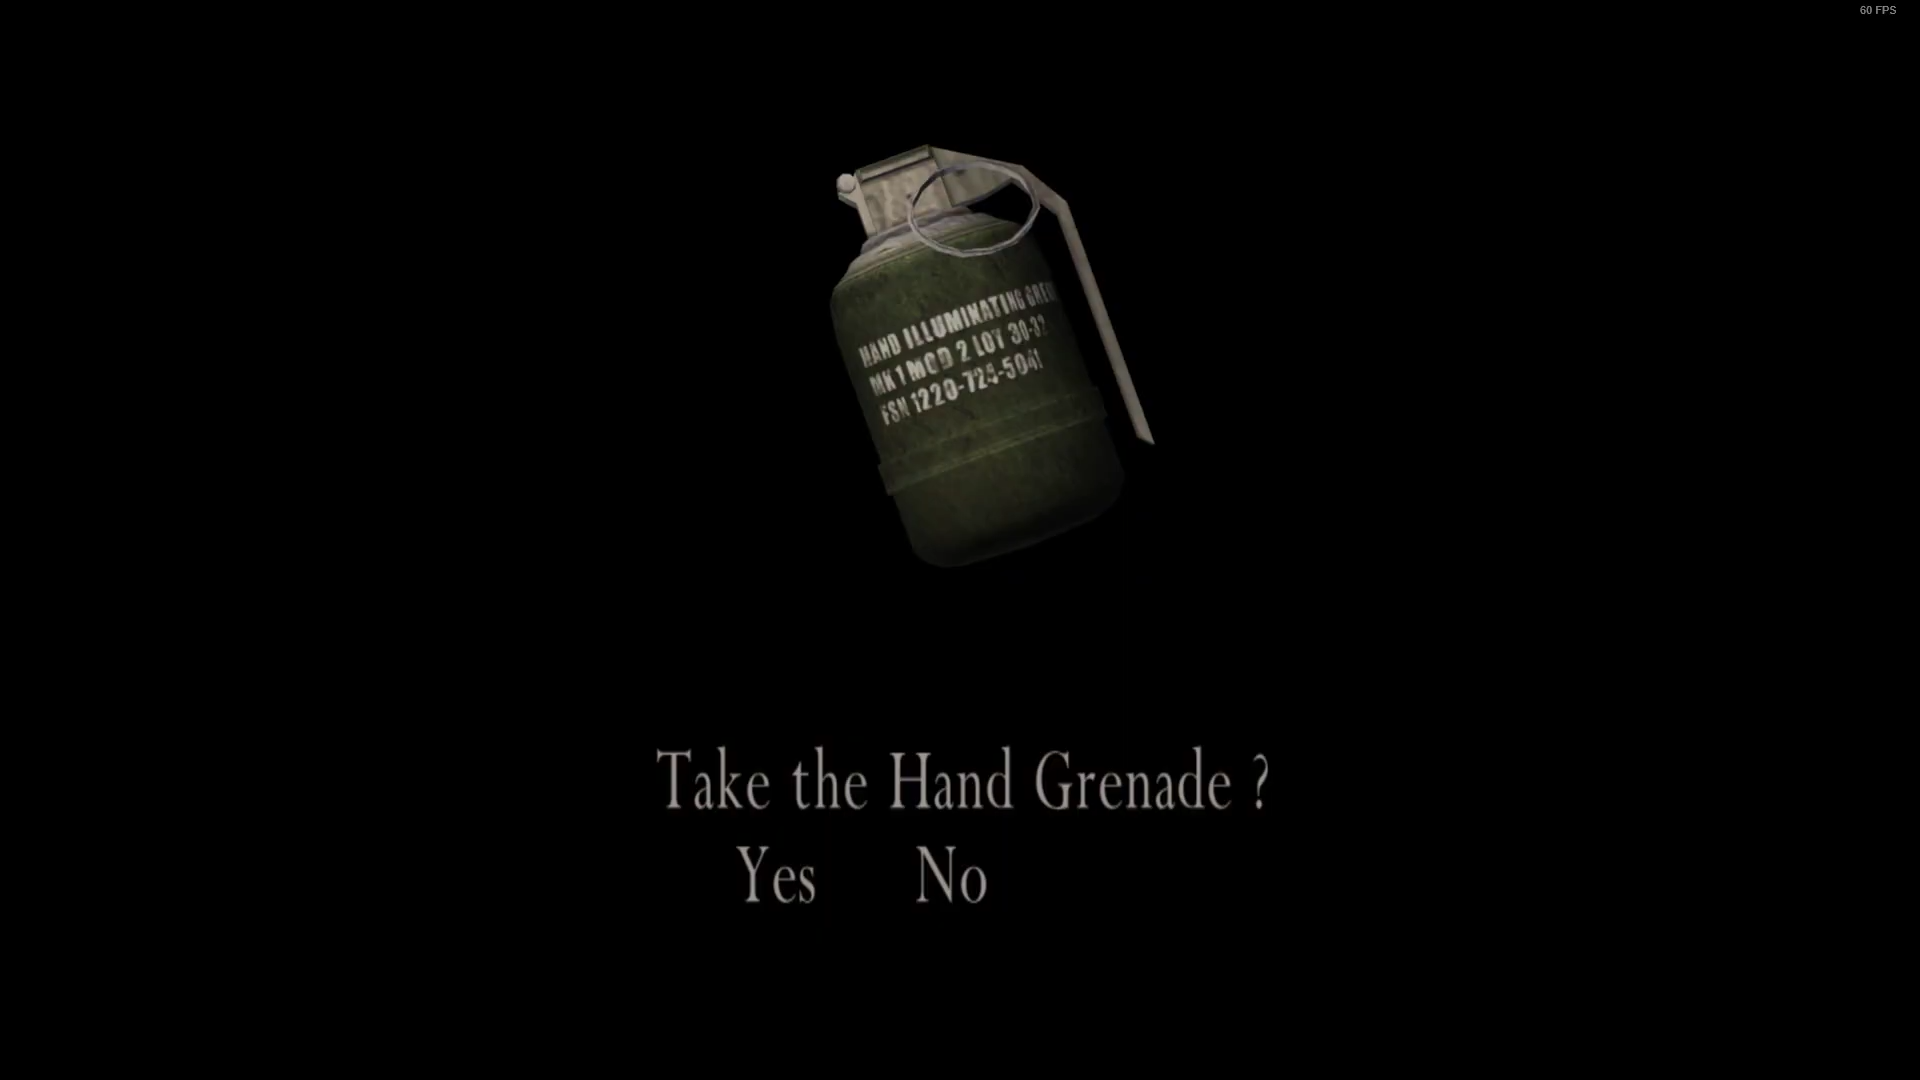 60 FPS
HAND ILLUMINATING GREN
MK 1 MOD 2 LOT 30-32
FSN 1220-724-5041
Take the Hand Grenade ?
Yes No